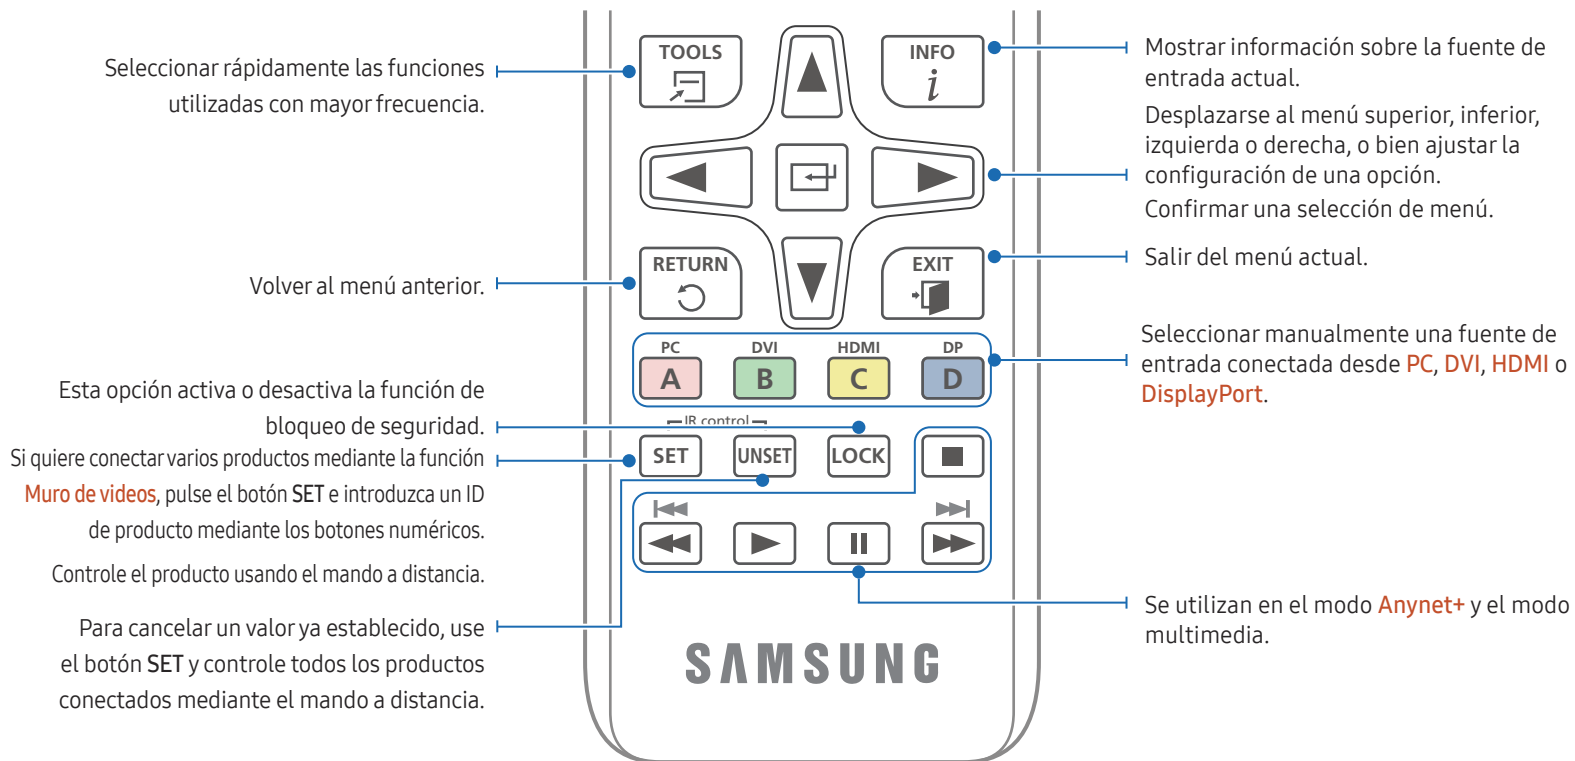 Seleccionar rápidamente las funciones
utilizadas con mayor frecuencia.
Volver al menú anterior.
Esta opción activa o desactiva la función de
bloqueo de seguridad.
Si quiere conectar varios productos mediante la función
Muro de videos, pulse el botón SET e introduzca un ID
de producto mediante los botones numéricos.
Controle el producto usando el mando a distancia.
Para cancelar un valor ya establecido, use
el botón SET y controle todos los productos
conectados mediante el mando a distancia.
TOOLS
INFO
i
RETURN
EXIT
PC DVI HDMI DP
A B C D
IR control
SET UNSET LOCK
SAMSUNG
Mostrar información sobre la fuente de
entrada actual.
Desplazarse al menú superior, inferior,
izquierda o derecha, o bien ajustar la
configuración de una opción.
Confirmar una selección de menú.
Salir del menú actual.
Seleccionar manualmente una fuente de
entrada conectada desde PC, DVI, HDMI o
DisplayPort.
Se utilizan en el modo Anynet+ y el modo
multimedia.